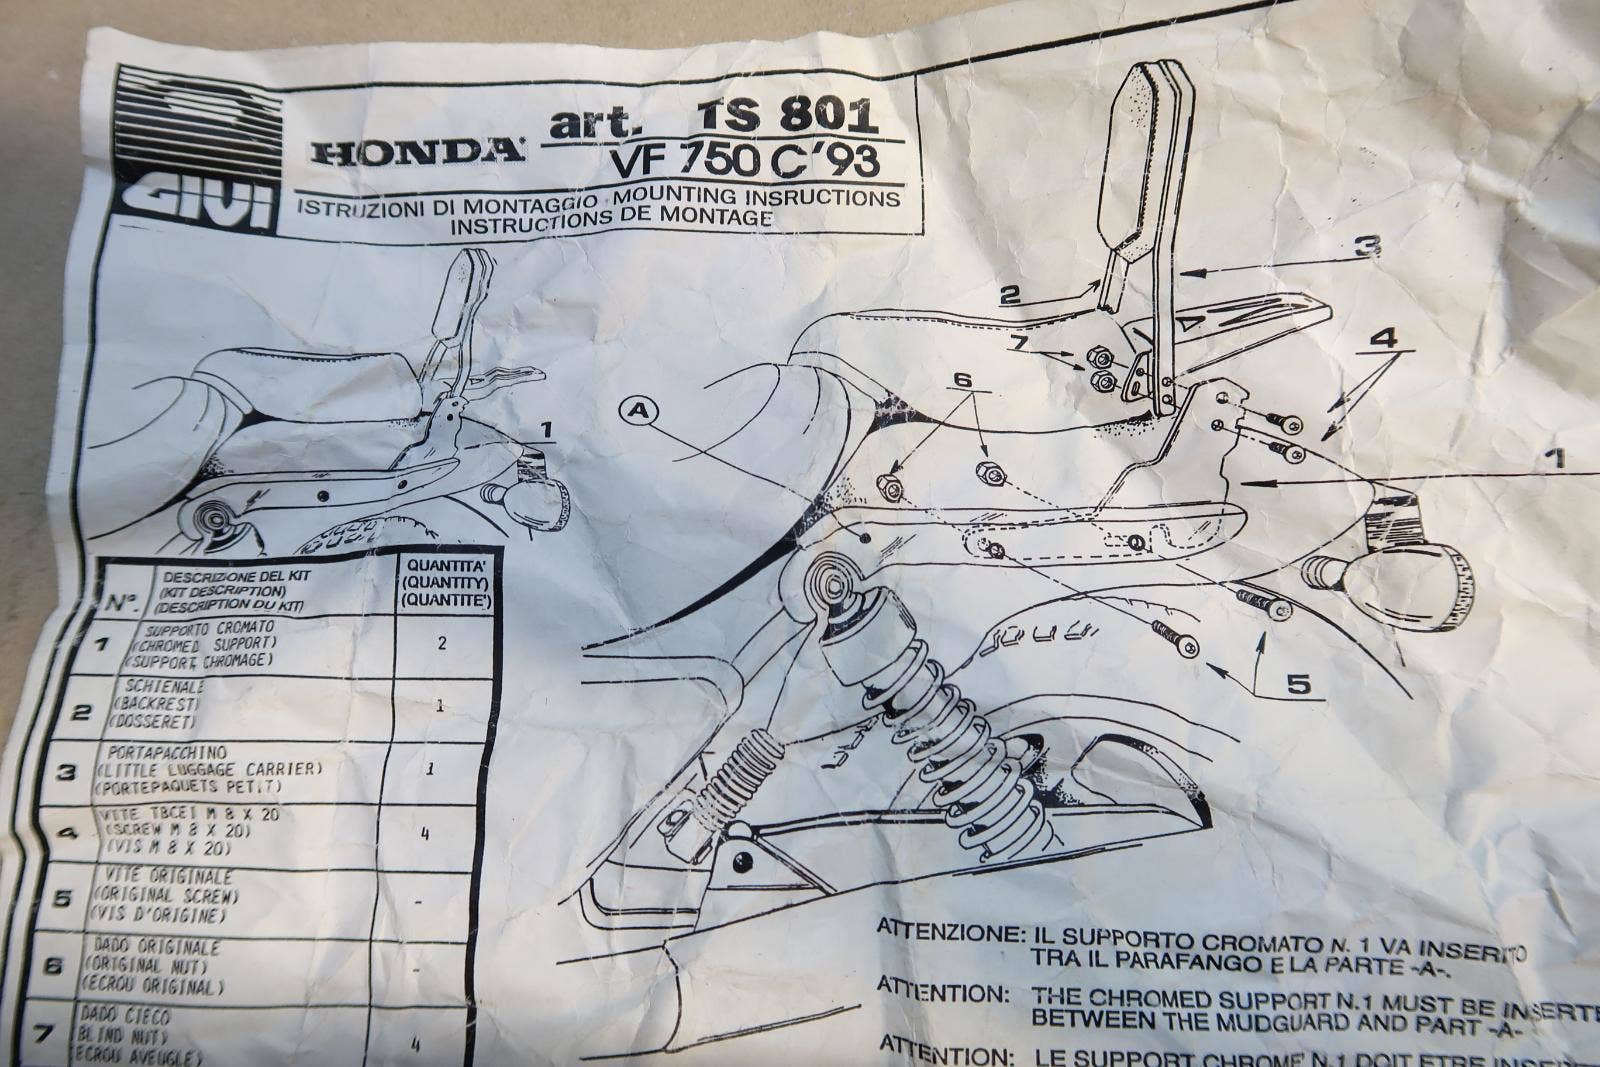 GIVI
HONDA art. TS 801
VF 750 C'93
ISTRUZIONI DI MONTAGGIO - MOUNTING INSRUCTIONS
INSTRUCTIONS DE MONTAGE
1
2
3
4
7
6
A
1
5
N°. DESCRIZIONE DEL KIT QUANTITA'
(KIT DESCRIPTION) (QUANTITY)
(DESCRIPTION DU KIT) (QUANTITE')
1 SUPPORTO CROMATO 2
(CHROMED SUPPORT)
(SUPPORT CHROMAGE)
2 SCHIENALE 1
(BACKREST)
(DOSSERET)
3 PORTAPACCHINO 1
(LITTLE LUGGAGE CARRIER)
(PORTEPAQUETS PETIT)
4 VITE TBCEI M 8 X 20 4
(SCREW M 8 X 20)
(VIS M 8 X 20)
5 VITE ORIGINALE -
(ORIGINAL SCREW)
(VIS D'ORIGINE)
6 DADO ORIGINALE -
(ORIGINAL NUT)
(ECROU ORIGINAL)
7 DADO CIECO 4
(BLIND NUT)
(ECROU AVEUGLE)
ATTENZIONE: IL SUPPORTO CROMATO N. 1 VA INSERITO
TRA IL PARAFANGO E LA PARTE -A-.
ATTENTION: THE CHROMED SUPPORT N.1 MUST BE INSERTE
BETWEEN THE MUDGUARD AND PART -A-
ATTENTION: LE SUPPORT CHROME' N.1 DOIT ETRE